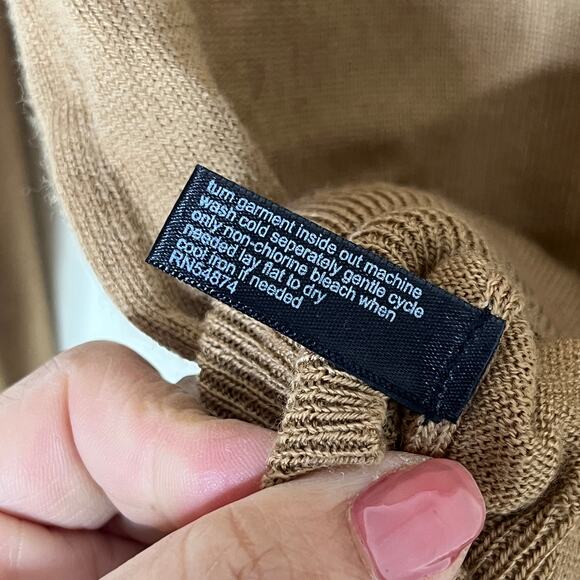 turn garment inside out machine
wash cold seperately gentle cycle
only non-chlorine bleach when
needed lay flat to dry
cool iron if needed
RN54874